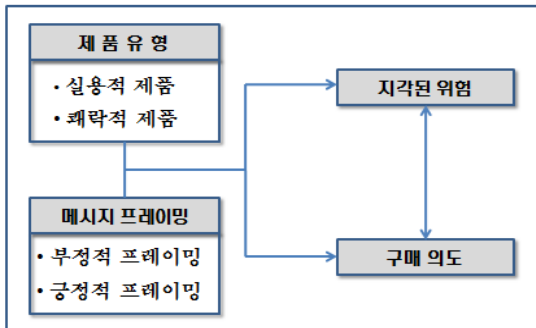 제 품 유 형
• 실용적 제품
• 쾌락적 제품
지각된 위험
메시지 프레이밍
• 부정적 프레이밍
• 긍정적 프레이밍
구매 의도